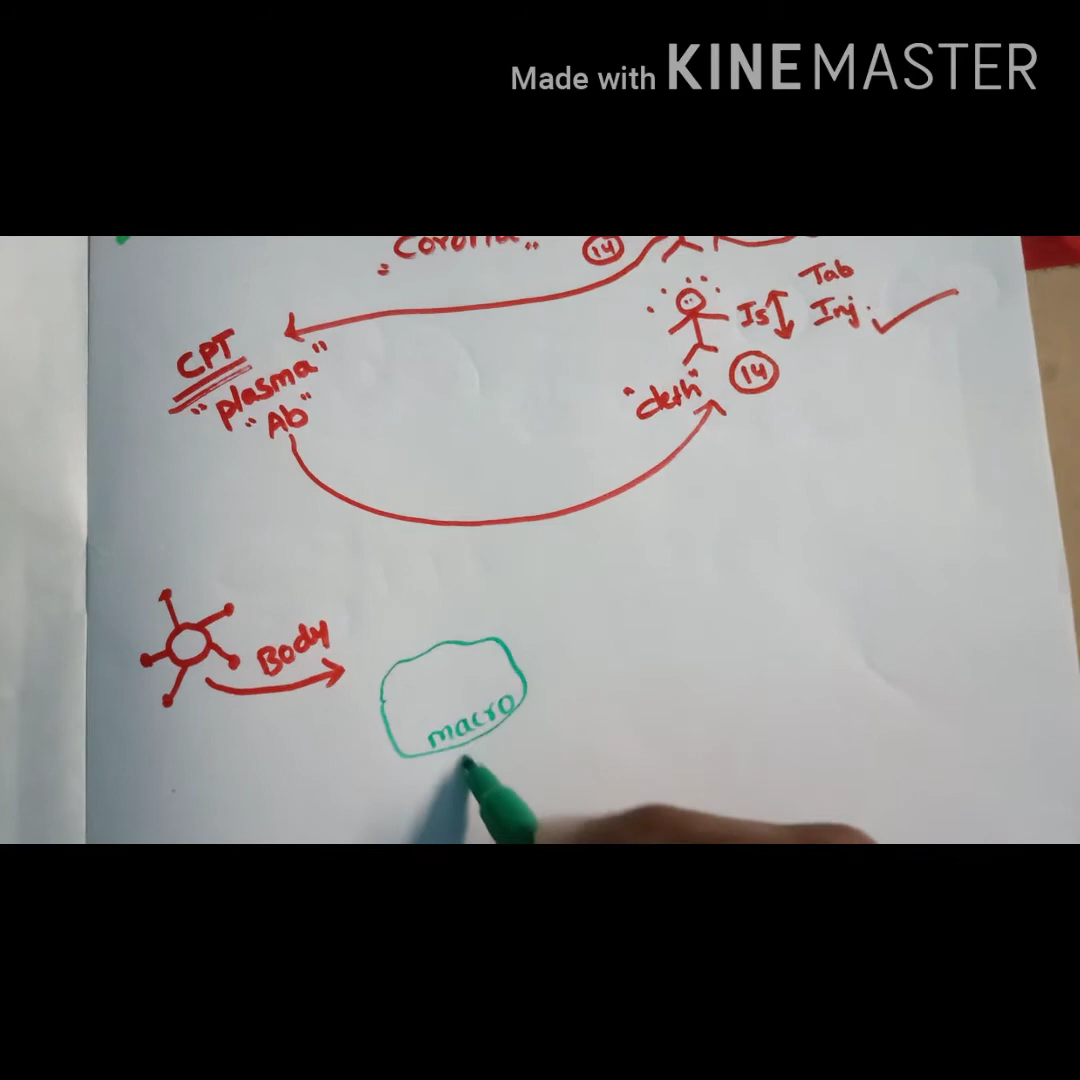 Made with KINEMASTER
"Corona"
14
Tab
Inj.
Is
CPT
"plasma"
"Ab"
"deth"
14
Body
macro